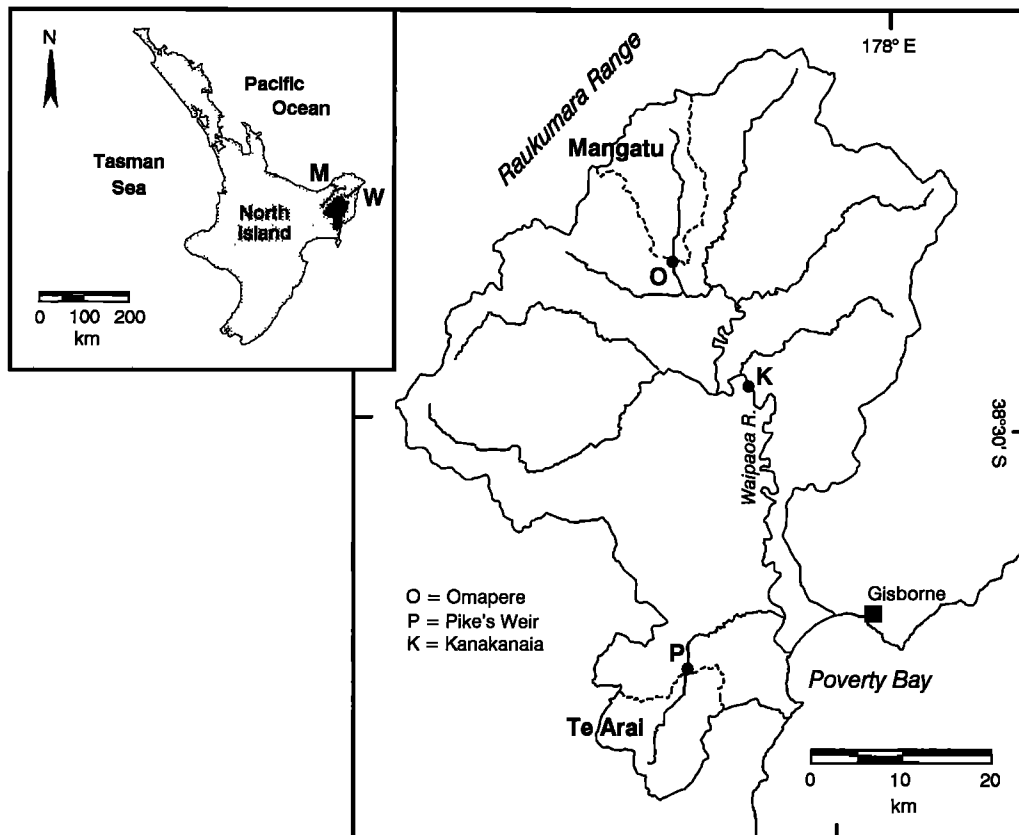 N
Pacific
Ocean
Tasman
Sea
M
W
North
Island
0 100 200
km
178° E
Raukumara Range
Mangatu
O
K
Waipaoa R.
38°30' S
O = Omapere
P = Pike's Weir
K = Kanakanaia
Gisborne
P
Poverty Bay
Te Arai
0 10 20
km